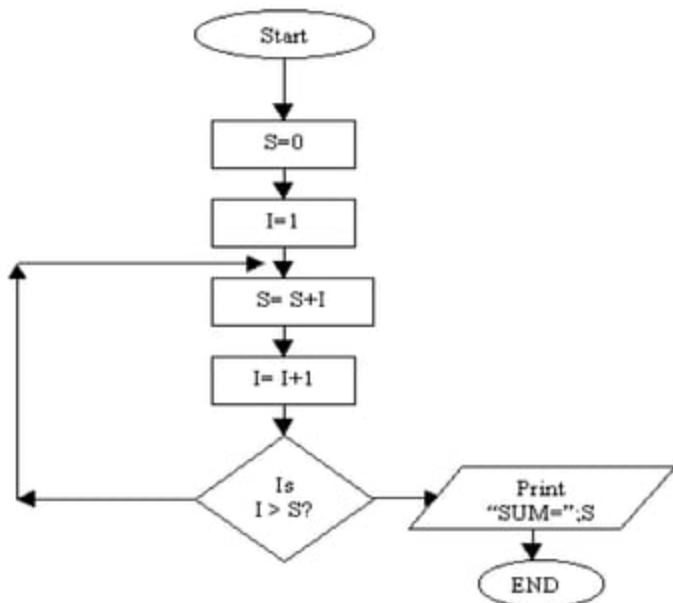 Start
S=0
I=1
S= S+I
I= I+1
Is
I > S?
Print
“SUM=”;S
END